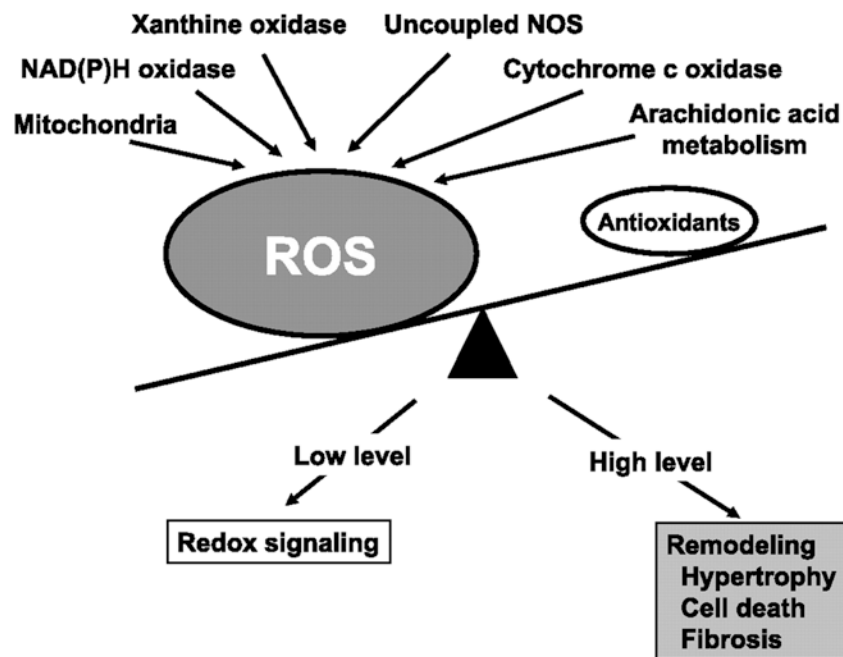 Xanthine oxidase
Uncoupled NOS
NAD(P)H oxidase
Cytochrome c oxidase
Mitochondria
Arachidonic acid
metabolism
Antioxidants
ROS
Low level
High level
Redox signaling
Remodeling
Hypertrophy
Cell death
Fibrosis